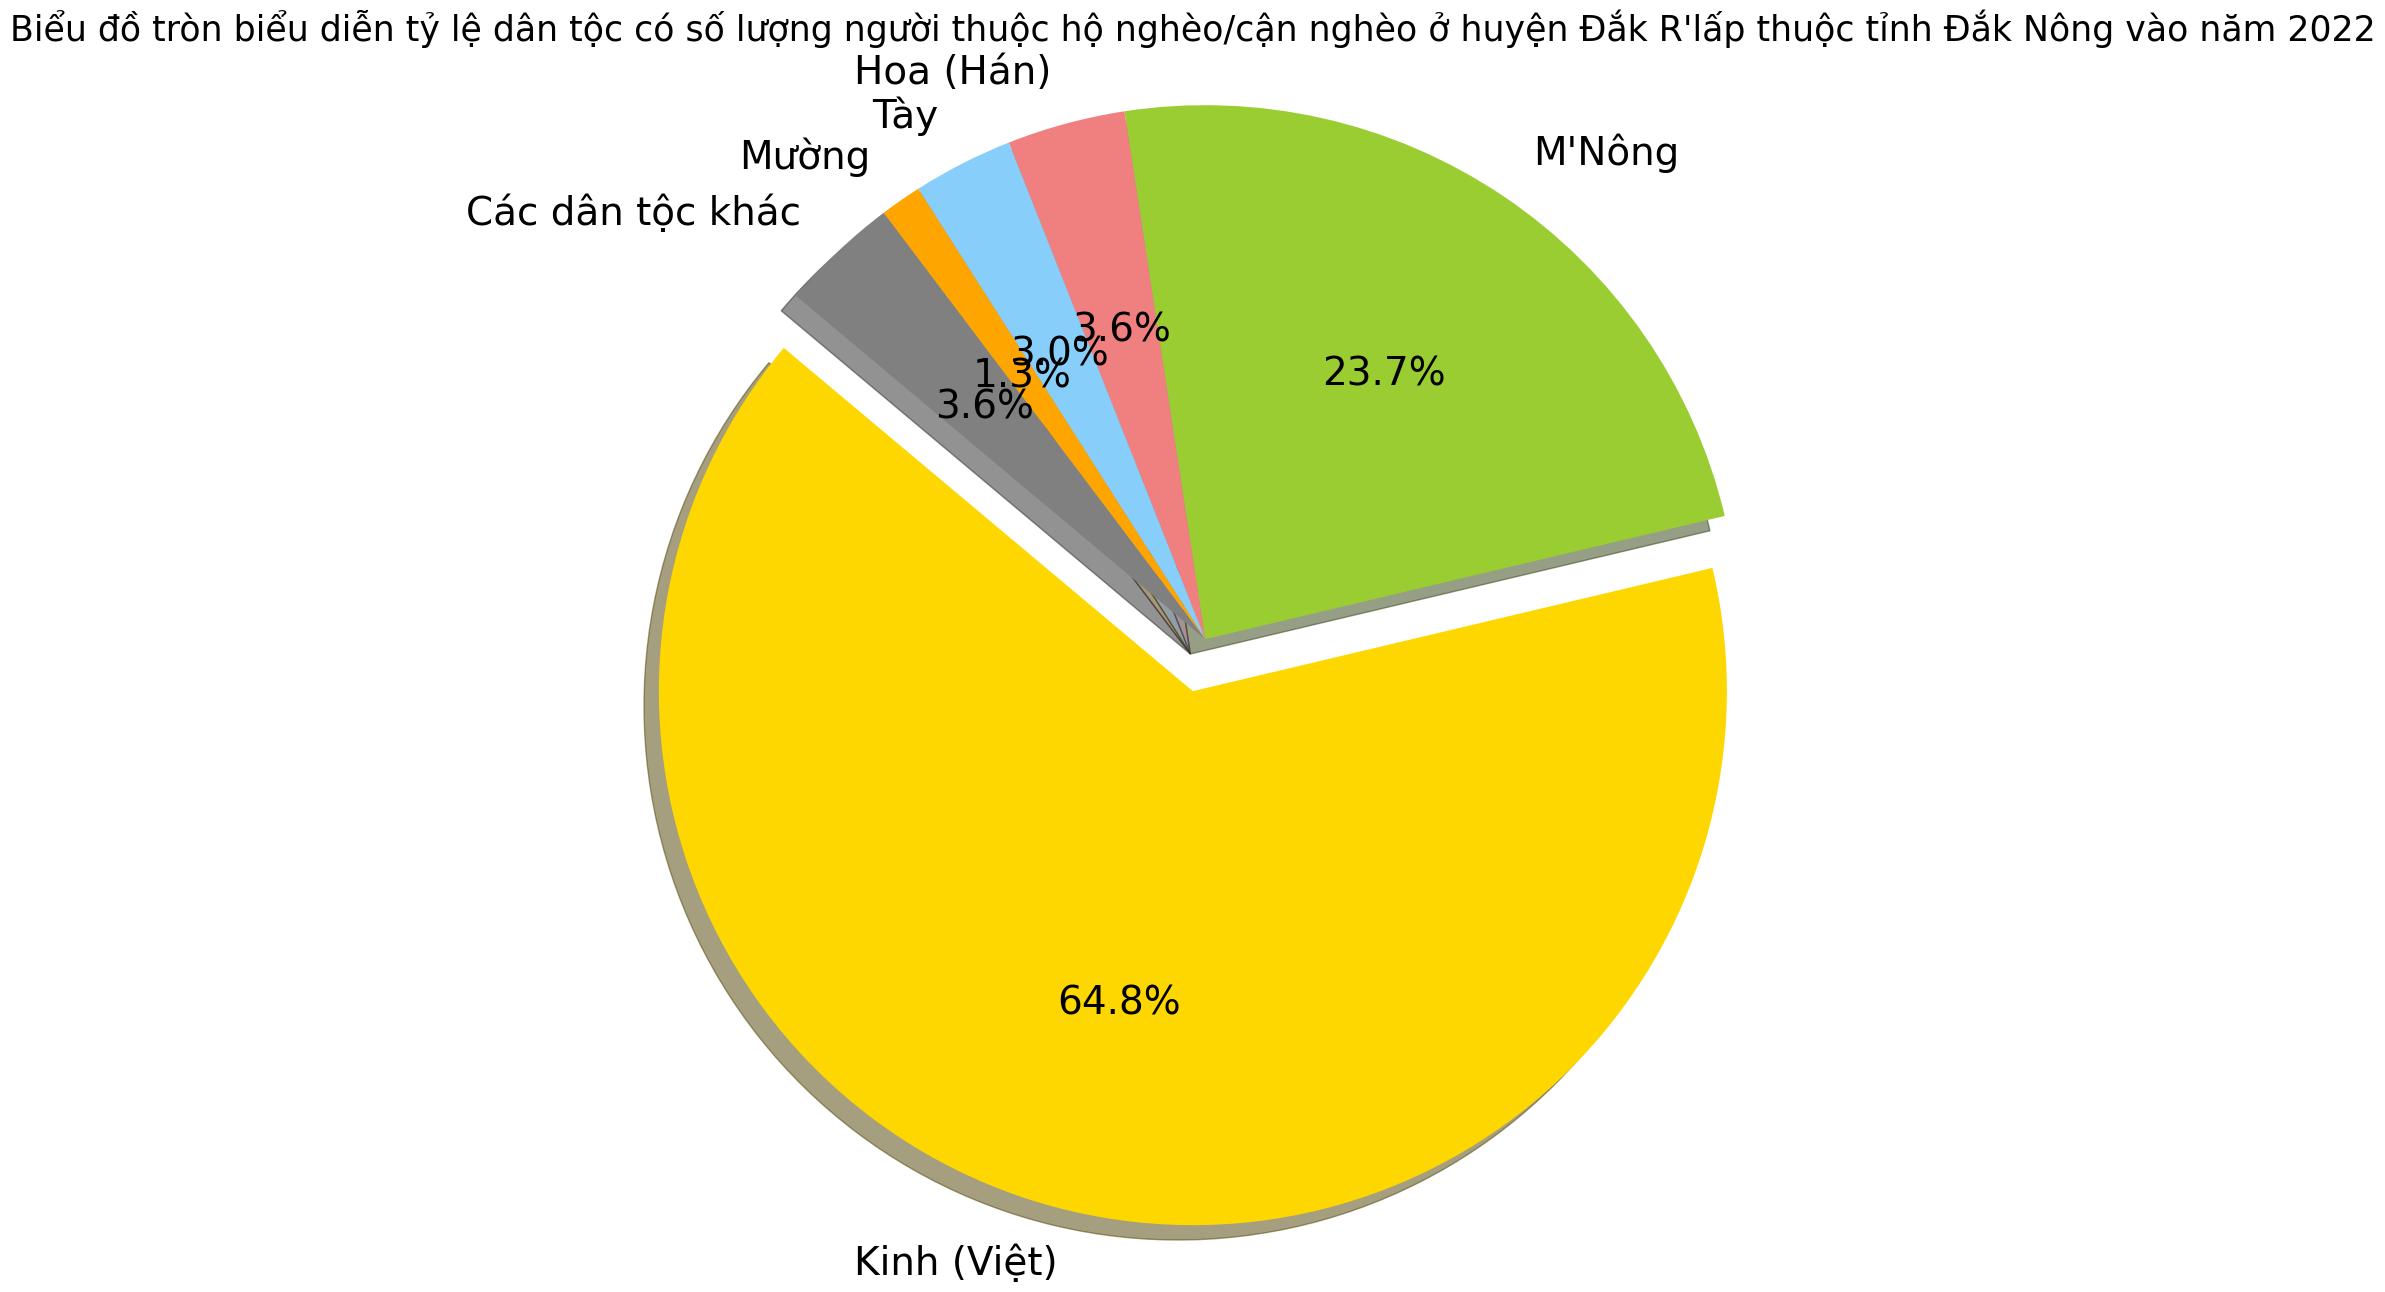 Biểu đồ tròn biểu diễn tỷ lệ dân tộc có số lượng người thuộc hộ nghèo/cận nghèo ở huyện Đắk R'lấp thuộc tỉnh Đắk Nông vào năm 2022
Hoa (Hán)
Tày
M'Nông
Mường
Các dân tộc khác
3.6%
3.0%
1.3%
23.7%
3.6%
64.8%
Kinh (Việt)